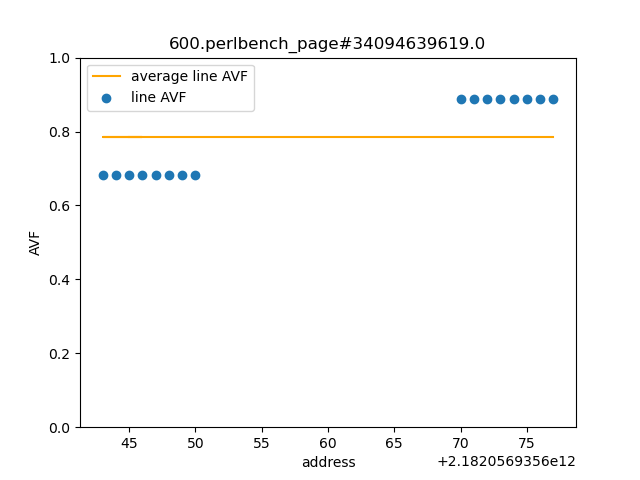 600.perlbench_page#34094639619.0
average line AVF
line AVF
1.0
0.8
0.6
0.4
0.2
0.0
AVF
45 50 55 60 65 70 75
address
+2.1820569356e12